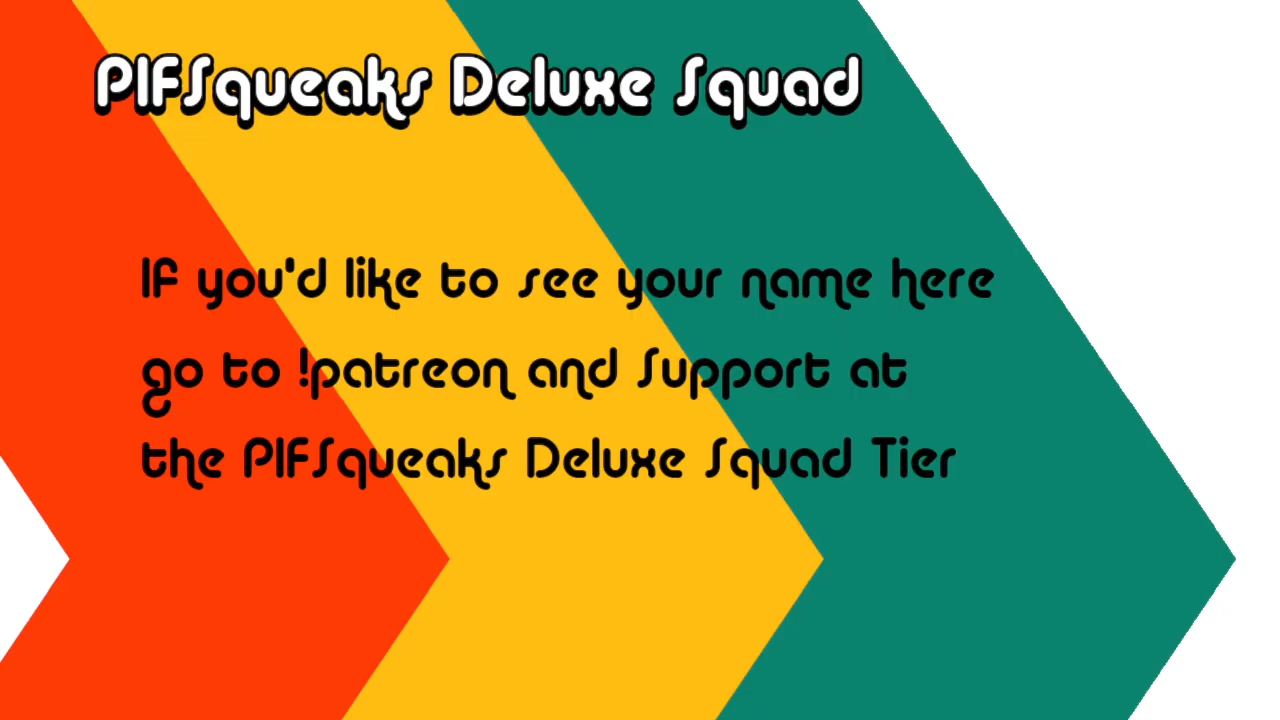 PIFSqueaks Deluxe Squad
If you'd like to see your name here
go to !patreon and Support at
the PIFSqueaks Deluxe Squad Tier